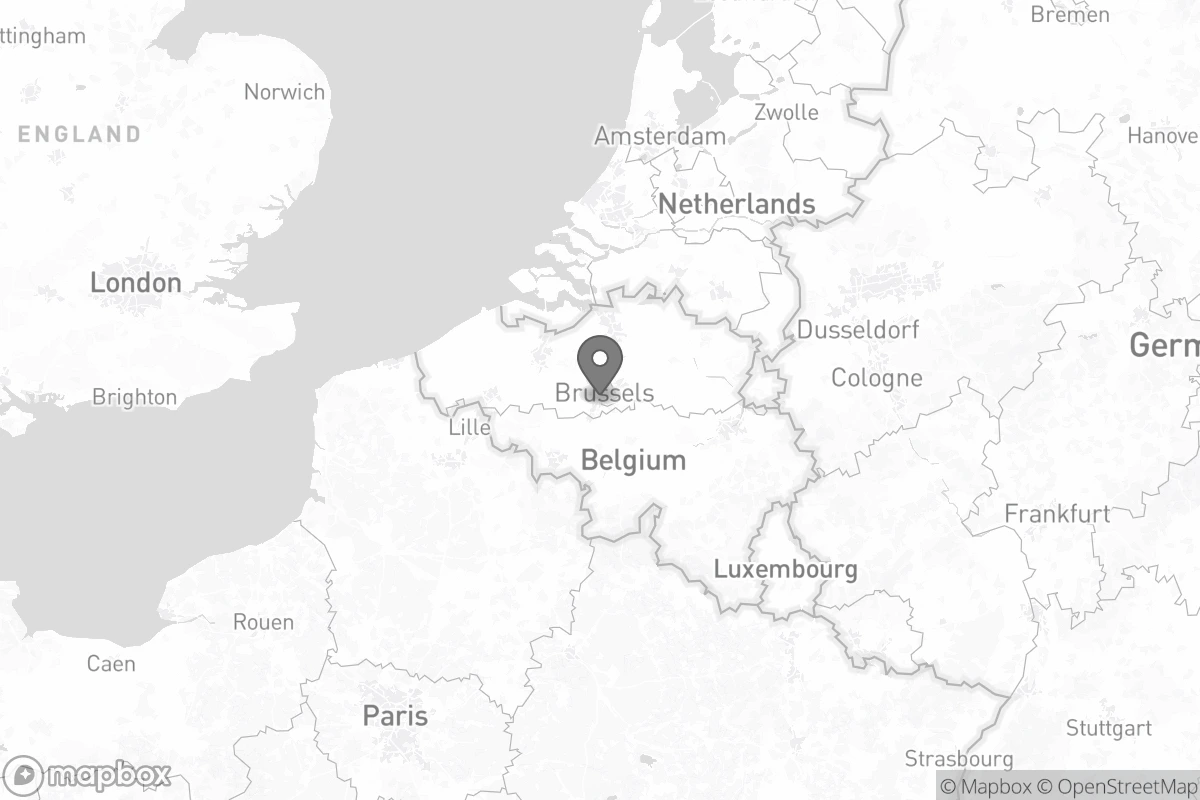 Bremen
ttingham
Norwich
Zwolle
ENGLAND
Amsterdam
Hanove
Netherlands
London
Dusseldorf
Germ
Cologne
Brussels
Brighton
Lille
Belgium
Frankfurt
Luxembourg
Rouen
Caen
Paris
Stuttgart
Strasbourg
mapbox
© Mapbox © OpenStreetMap